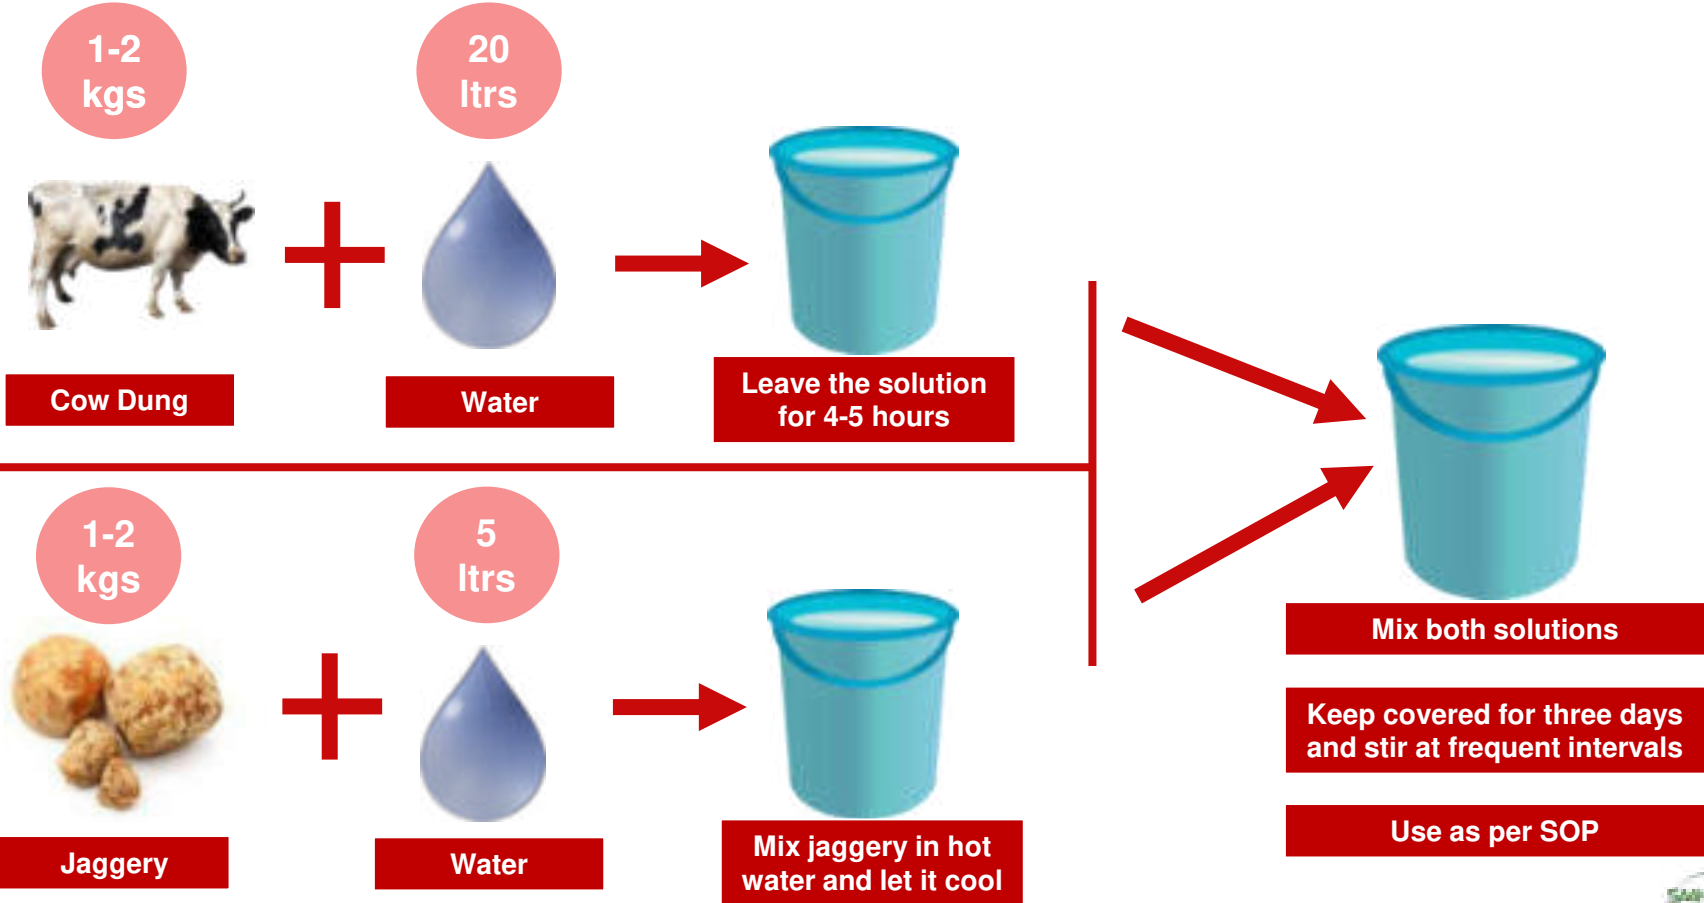 1-2
kgs
20
ltrs
Cow Dung
Water
Leave the solution
for 4-5 hours
1-2
kgs
5
ltrs
Jaggery
Water
Mix jaggery in hot
water and let it cool
Mix both solutions
Keep covered for three days
and stir at frequent intervals
Use as per SOP